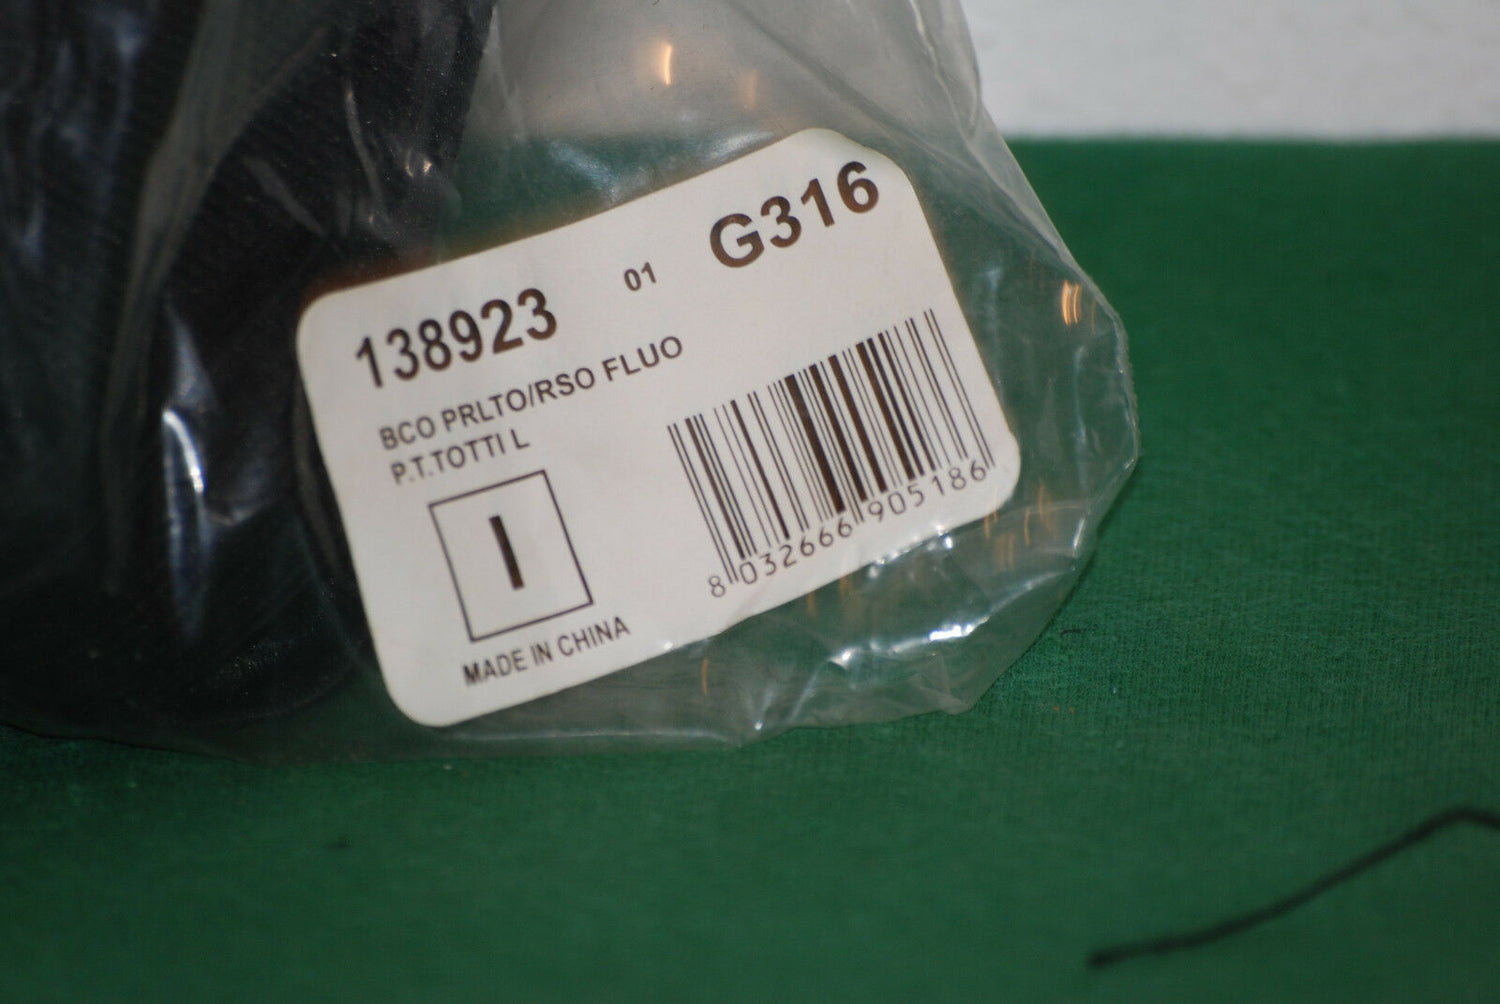 138923 01 G316
BCO PRLTO/RSO FLUO
P.T.TOTTI L
I
MADE IN CHINA
8 032666 905186